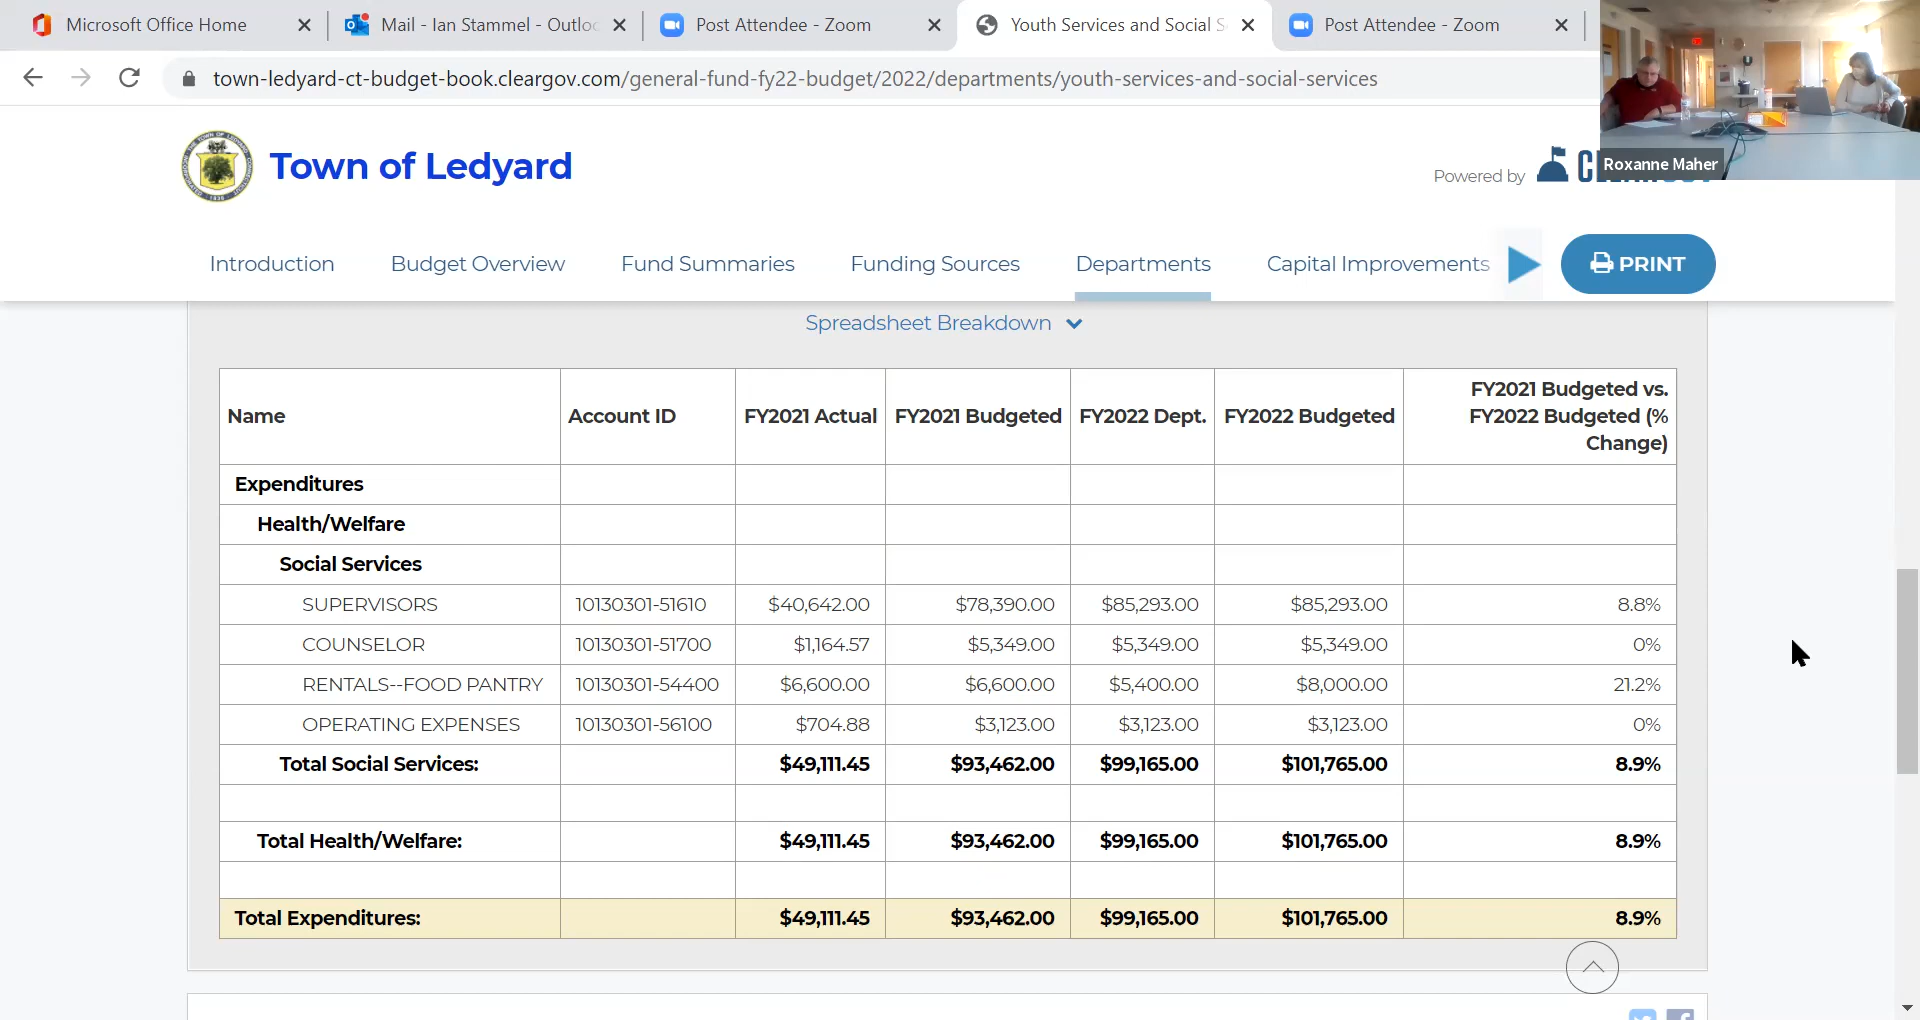 Microsoft Office Home
Mail - Ian Stammel - Outloo
Post Attendee - Zoom
Youth Services and Social S
Post Attendee - Zoom
town-ledyard-ct-budget-book.cleargov.com/general-fund-fy22-budget/2022/departments/youth-services-and-social-services
Town of Ledyard
Powered by
Roxanne Maher
Introduction Budget Overview Fund Summaries Funding Sources Departments Capital Improvements PRINT
Spreadsheet Breakdown
Name Account ID FY2021 Actual FY2021 Budgeted FY2022 Dept. FY2022 Budgeted FY2021 Budgeted vs.
FY2022 Budgeted (%
Change)
Expenditures
Health/Welfare
Social Services
SUPERVISORS 10130301-51610 $40,642.00 $78,390.00 $85,293.00 $85,293.00 8.8%
COUNSELOR 10130301-51700 $1,164.57 $5,349.00 $5,349.00 $5,349.00 0%
RENTALS--FOOD PANTRY 10130301-54400 $6,600.00 $6,600.00 $5,400.00 $8,000.00 21.2%
OPERATING EXPENSES 10130301-56100 $704.88 $3,123.00 $3,123.00 $3,123.00 0%
Total Social Services: $49,111.45 $93,462.00 $99,165.00 $101,765.00 8.9%
Total Health/Welfare: $49,111.45 $93,462.00 $99,165.00 $101,765.00 8.9%
Total Expenditures: $49,111.45 $93,462.00 $99,165.00 $101,765.00 8.9%